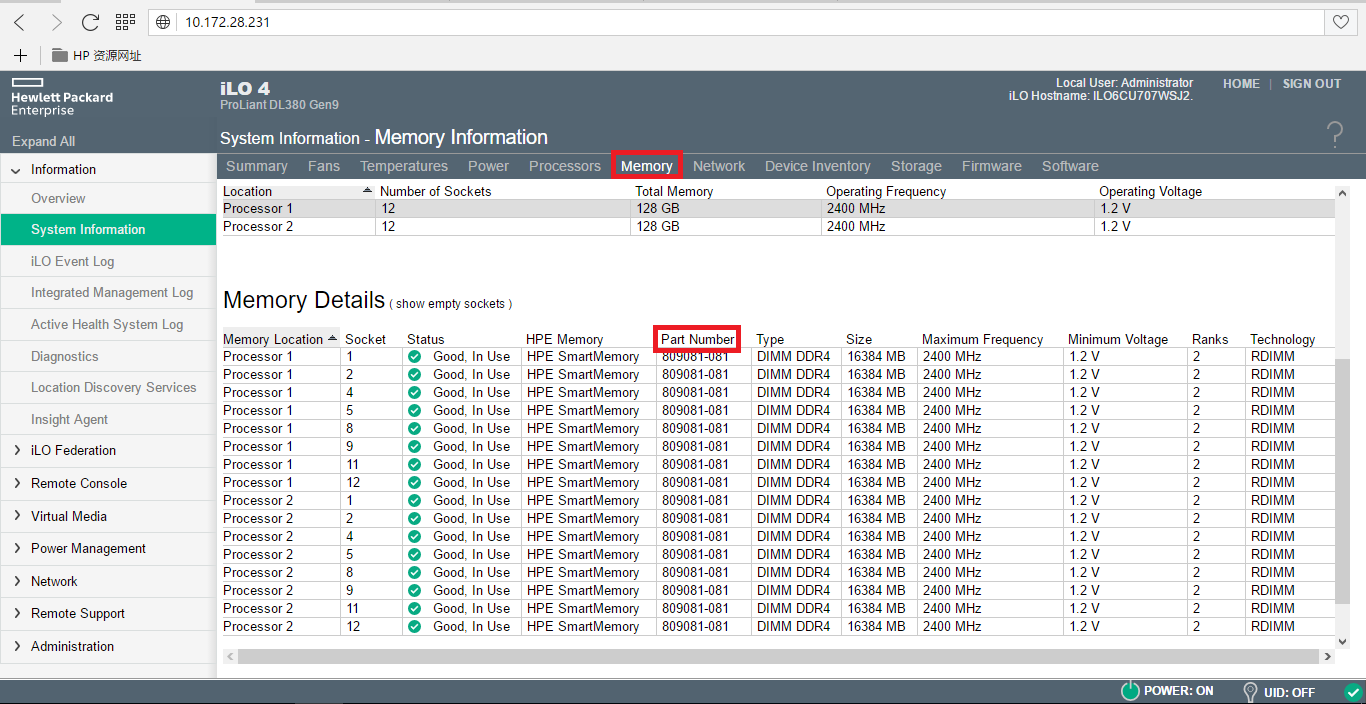 10.172.28.231
HP 资源网址
Hewlett Packard
Enterprise
iLO 4
ProLiant DL380 Gen9
Local User: Administrator
iLO Hostname: ILO6CU707WSJ2.
HOME | SIGN OUT
Expand All
System Information - Memory Information
?
Summary Fans Temperatures Power Processors Memory Network Device Inventory Storage Firmware Software
Information
Overview
System Information
iLO Event Log
Integrated Management Log
Active Health System Log
Diagnostics
Location Discovery Services
Insight Agent
iLO Federation
Remote Console
Virtual Media
Power Management
Network
Remote Support
Administration
Location Number of Sockets Total Memory Operating Frequency Operating Voltage
Processor 1 12 128 GB 2400 MHz 1.2 V
Processor 2 12 128 GB 2400 MHz 1.2 V
Memory Details ( show empty sockets )
Memory Location Socket Status HPE Memory Part Number Type Size Maximum Frequency Minimum Voltage Ranks Technology
Processor 1 1 Good, In Use HPE SmartMemory 809081-081 DIMM DDR4 16384 MB 2400 MHz 1.2 V 2 RDIMM
Processor 1 2 Good, In Use HPE SmartMemory 809081-081 DIMM DDR4 16384 MB 2400 MHz 1.2 V 2 RDIMM
Processor 1 4 Good, In Use HPE SmartMemory 809081-081 DIMM DDR4 16384 MB 2400 MHz 1.2 V 2 RDIMM
Processor 1 5 Good, In Use HPE SmartMemory 809081-081 DIMM DDR4 16384 MB 2400 MHz 1.2 V 2 RDIMM
Processor 1 8 Good, In Use HPE SmartMemory 809081-081 DIMM DDR4 16384 MB 2400 MHz 1.2 V 2 RDIMM
Processor 1 9 Good, In Use HPE SmartMemory 809081-081 DIMM DDR4 16384 MB 2400 MHz 1.2 V 2 RDIMM
Processor 1 11 Good, In Use HPE SmartMemory 809081-081 DIMM DDR4 16384 MB 2400 MHz 1.2 V 2 RDIMM
Processor 1 12 Good, In Use HPE SmartMemory 809081-081 DIMM DDR4 16384 MB 2400 MHz 1.2 V 2 RDIMM
Processor 2 1 Good, In Use HPE SmartMemory 809081-081 DIMM DDR4 16384 MB 2400 MHz 1.2 V 2 RDIMM
Processor 2 2 Good, In Use HPE SmartMemory 809081-081 DIMM DDR4 16384 MB 2400 MHz 1.2 V 2 RDIMM
Processor 2 4 Good, In Use HPE SmartMemory 809081-081 DIMM DDR4 16384 MB 2400 MHz 1.2 V 2 RDIMM
Processor 2 5 Good, In Use HPE SmartMemory 809081-081 DIMM DDR4 16384 MB 2400 MHz 1.2 V 2 RDIMM
Processor 2 8 Good, In Use HPE SmartMemory 809081-081 DIMM DDR4 16384 MB 2400 MHz 1.2 V 2 RDIMM
Processor 2 9 Good, In Use HPE SmartMemory 809081-081 DIMM DDR4 16384 MB 2400 MHz 1.2 V 2 RDIMM
Processor 2 11 Good, In Use HPE SmartMemory 809081-081 DIMM DDR4 16384 MB 2400 MHz 1.2 V 2 RDIMM
Processor 2 12 Good, In Use HPE SmartMemory 809081-081 DIMM DDR4 16384 MB 2400 MHz 1.2 V 2 RDIMM
POWER: ON UID: OFF